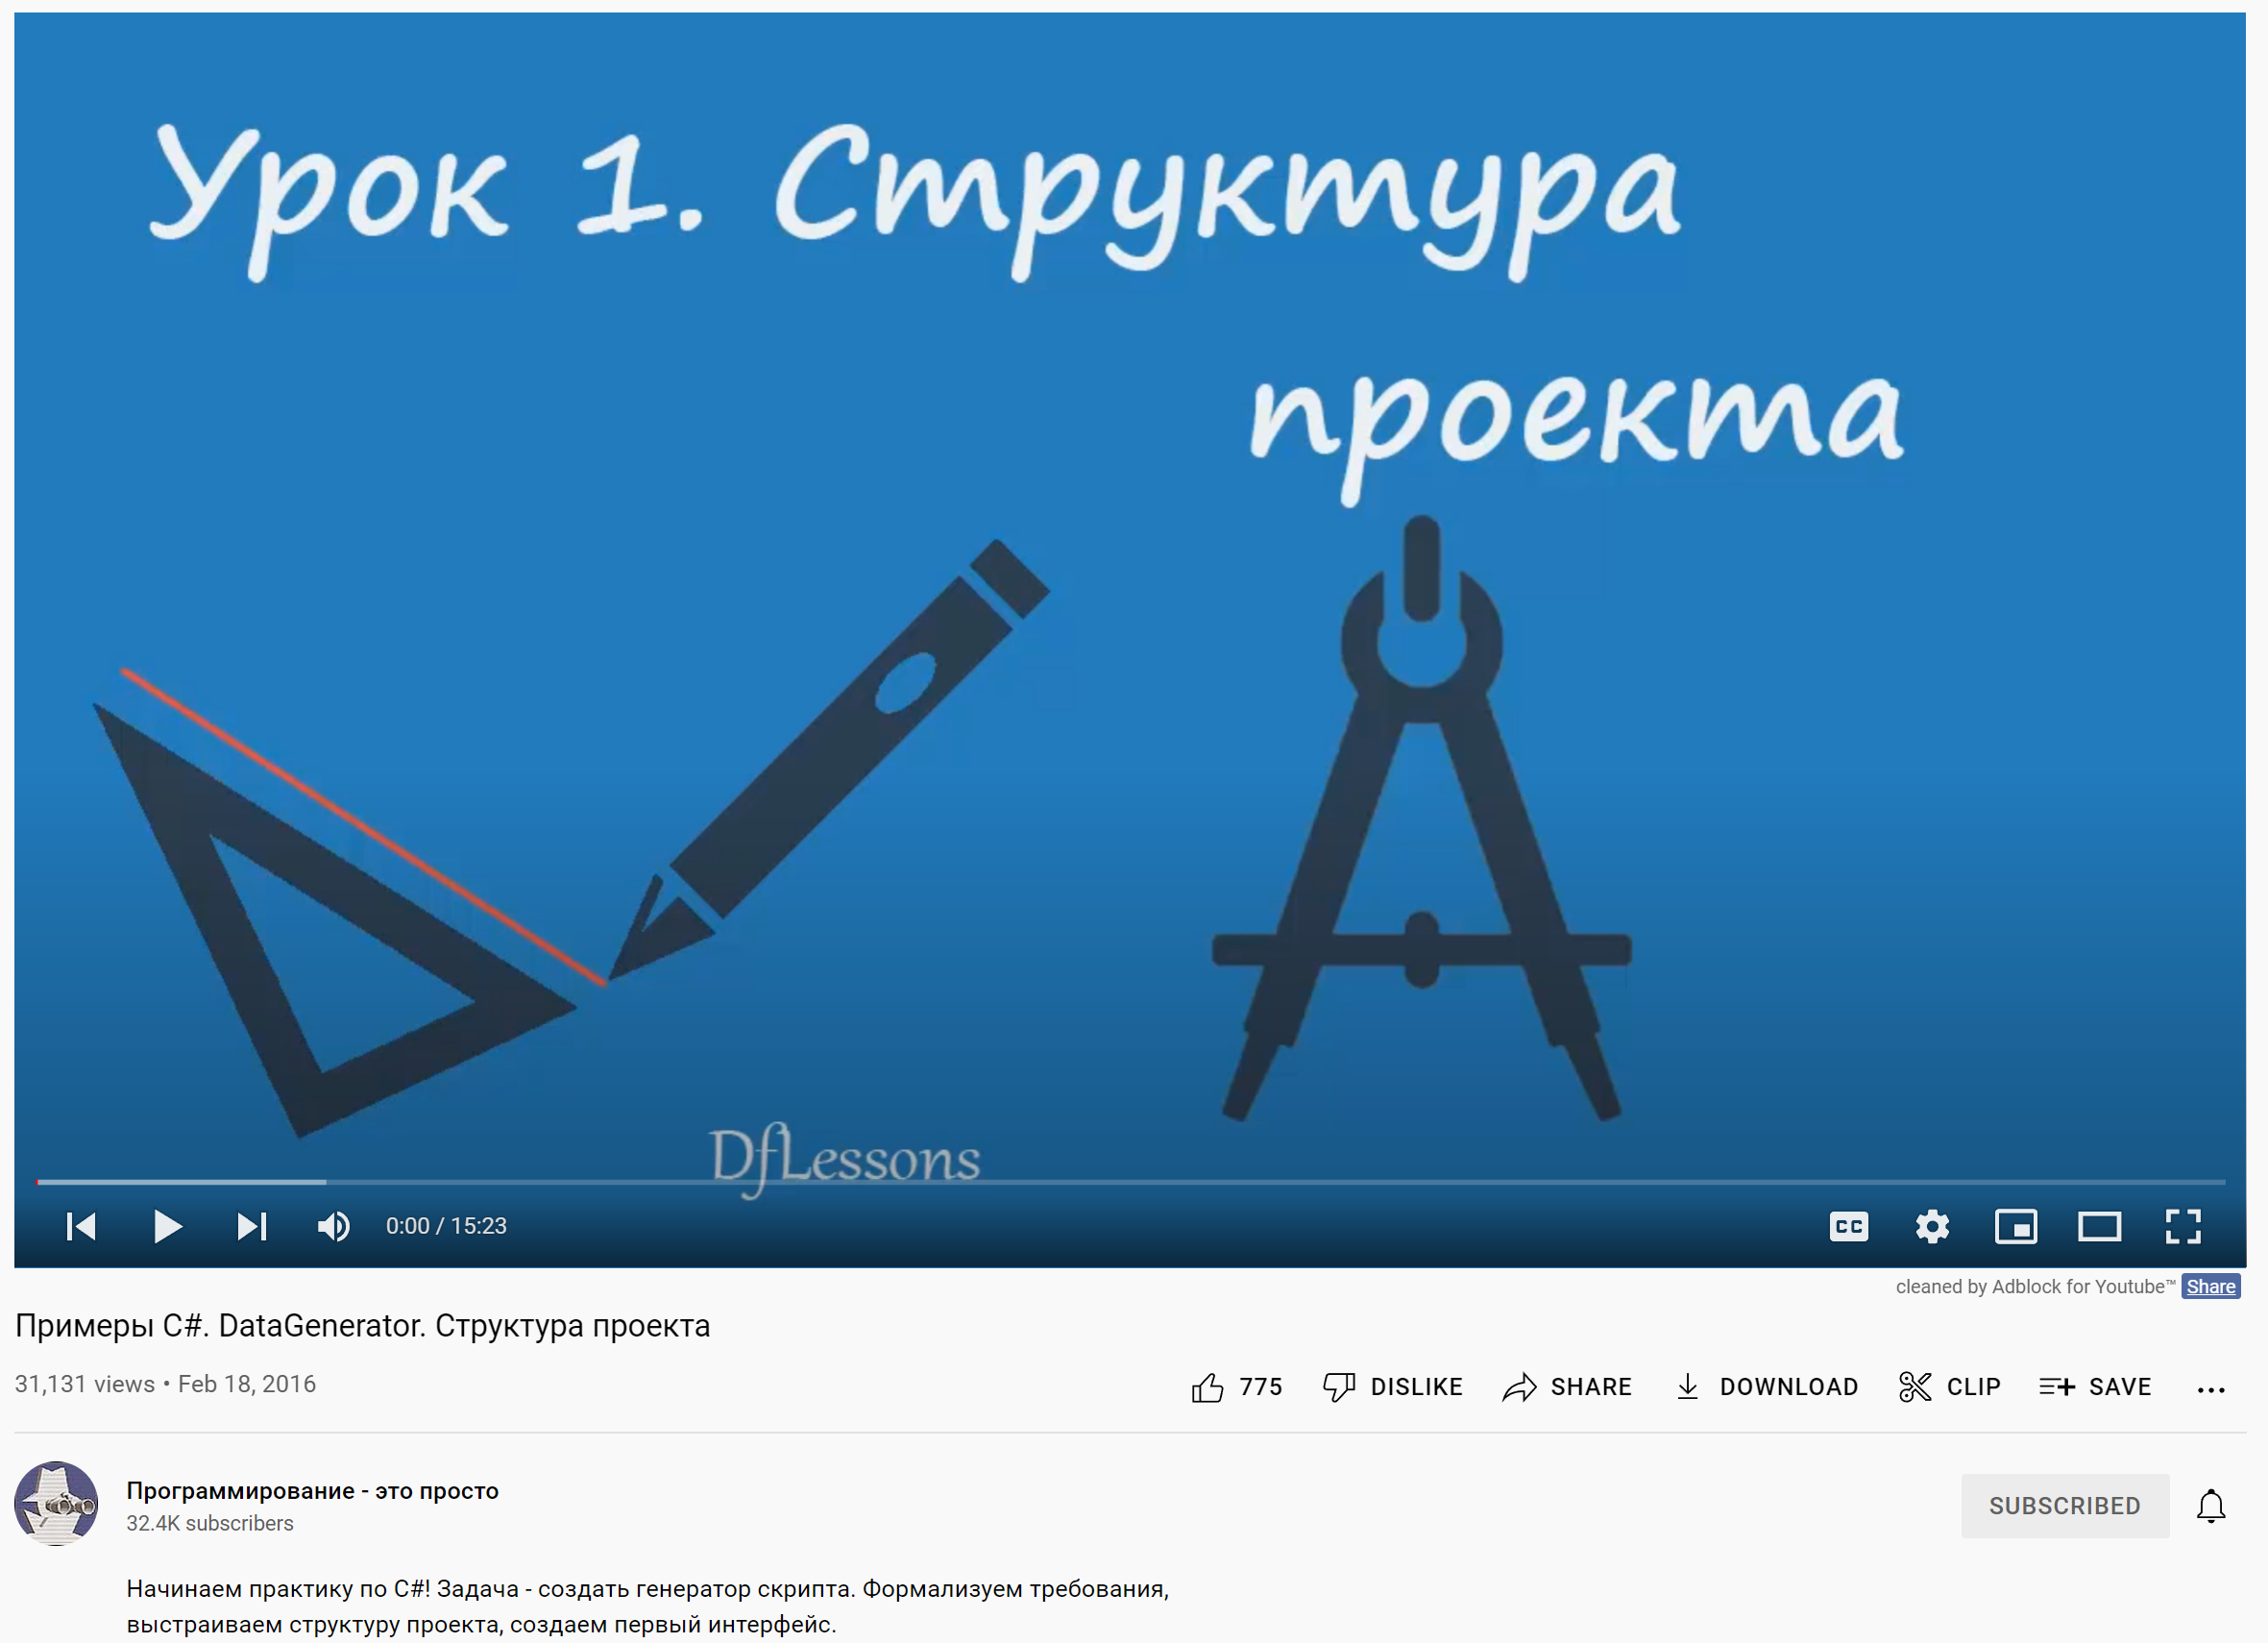 Урок 1. Структура
проекта
DfLessons
0:00 / 15:23
CC
cleaned by Adblock for Youtube™ Share
Примеры C#. DataGenerator. Структура проекта
31,131 views • Feb 18, 2016
775 DISLIKE SHARE DOWNLOAD CLIP SAVE ...
Программирование - это просто
32.4K subscribers
SUBSCRIBED
Начинаем практику по C#! Задача - создать генератор скрипта. Формализуем требования,
выстраиваем структуру проекта, создаем первый интерфейс.